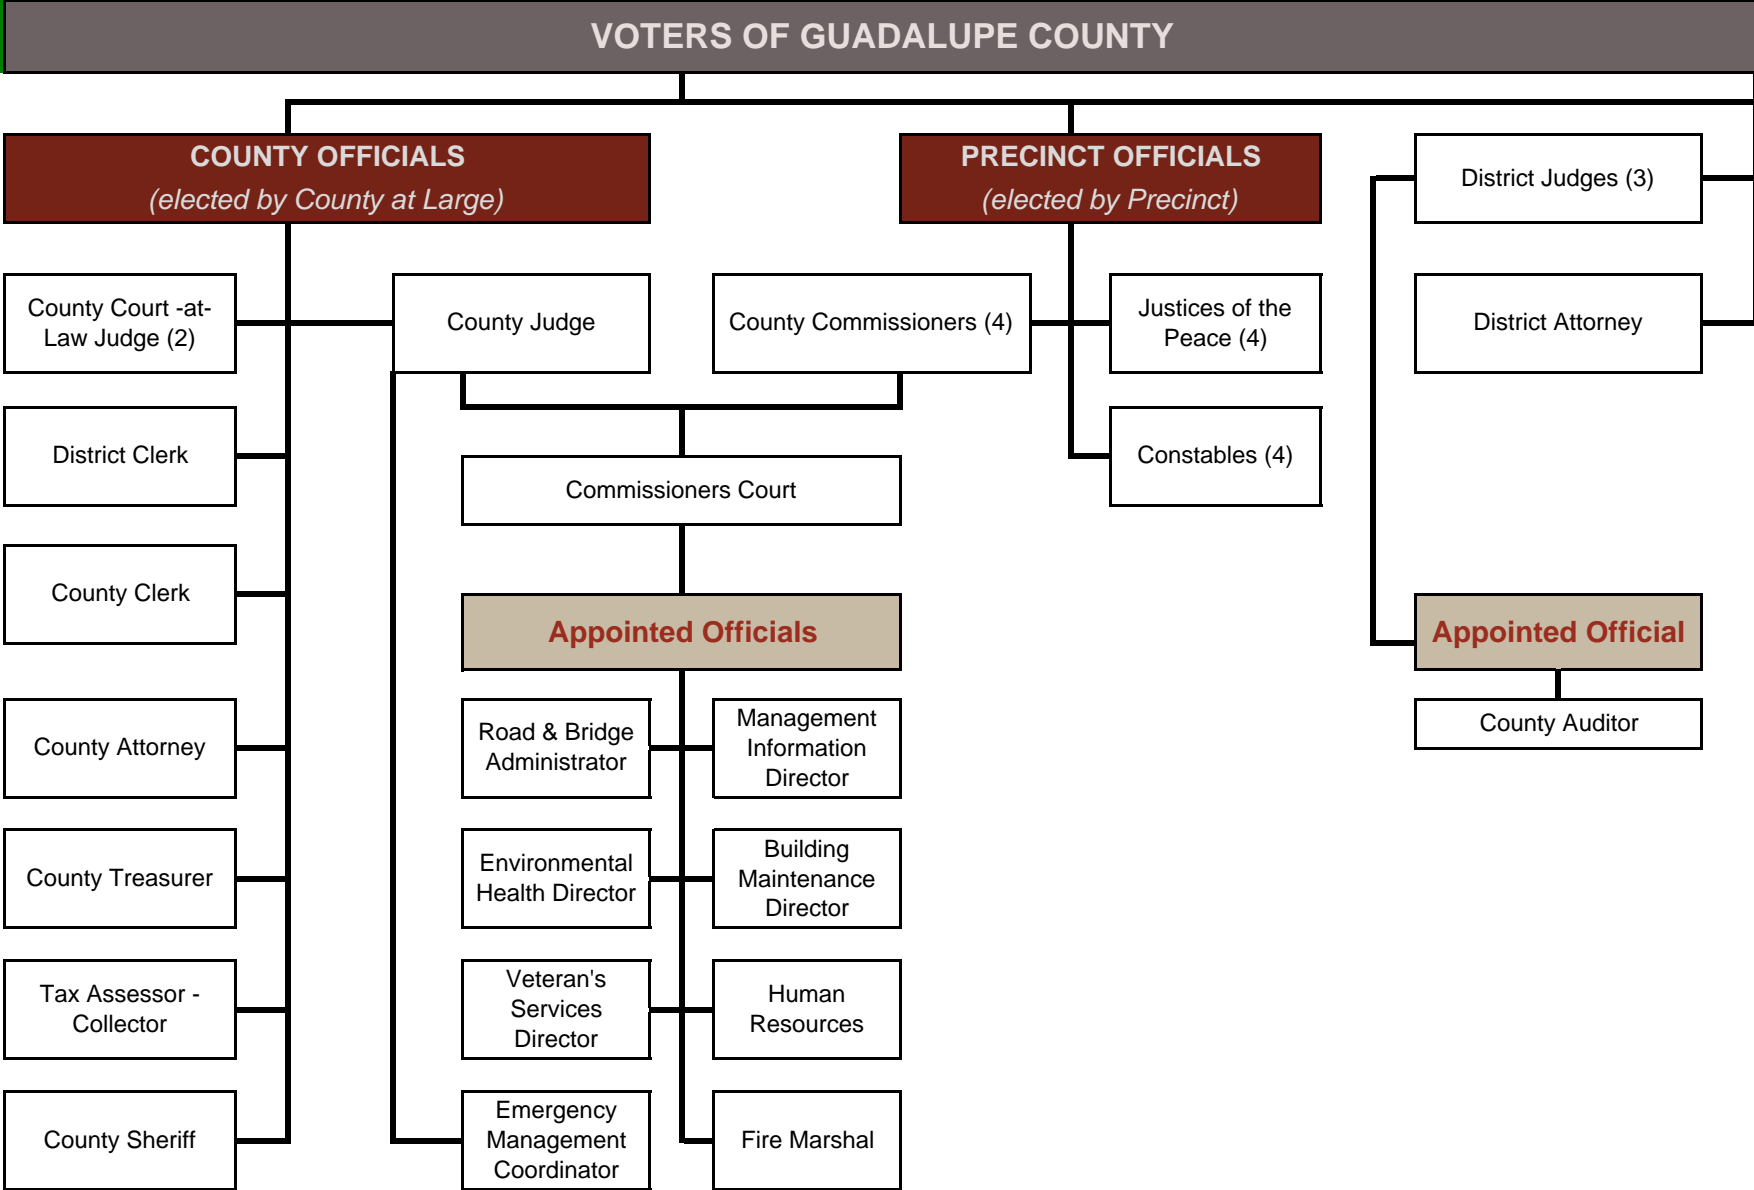 VOTERS OF GUADALUPE COUNTY
COUNTY OFFICIALS
(elected by County at Large)
PRECINCT OFFICIALS
(elected by Precinct)
District Judges (3)
County Court -at-
Law Judge (2)
County Judge
County Commissioners (4)
Justices of the
Peace (4)
District Attorney
District Clerk
Commissioners Court
Constables (4)
County Clerk
Appointed Officials
Appointed Official
County Attorney
Road & Bridge
Administrator
Management
Information
Director
County Auditor
County Treasurer
Environmental
Health Director
Building
Maintenance
Director
Tax Assessor -
Collector
Veteran's
Services
Director
Human
Resources
County Sheriff
Emergency
Management
Coordinator
Fire Marshal